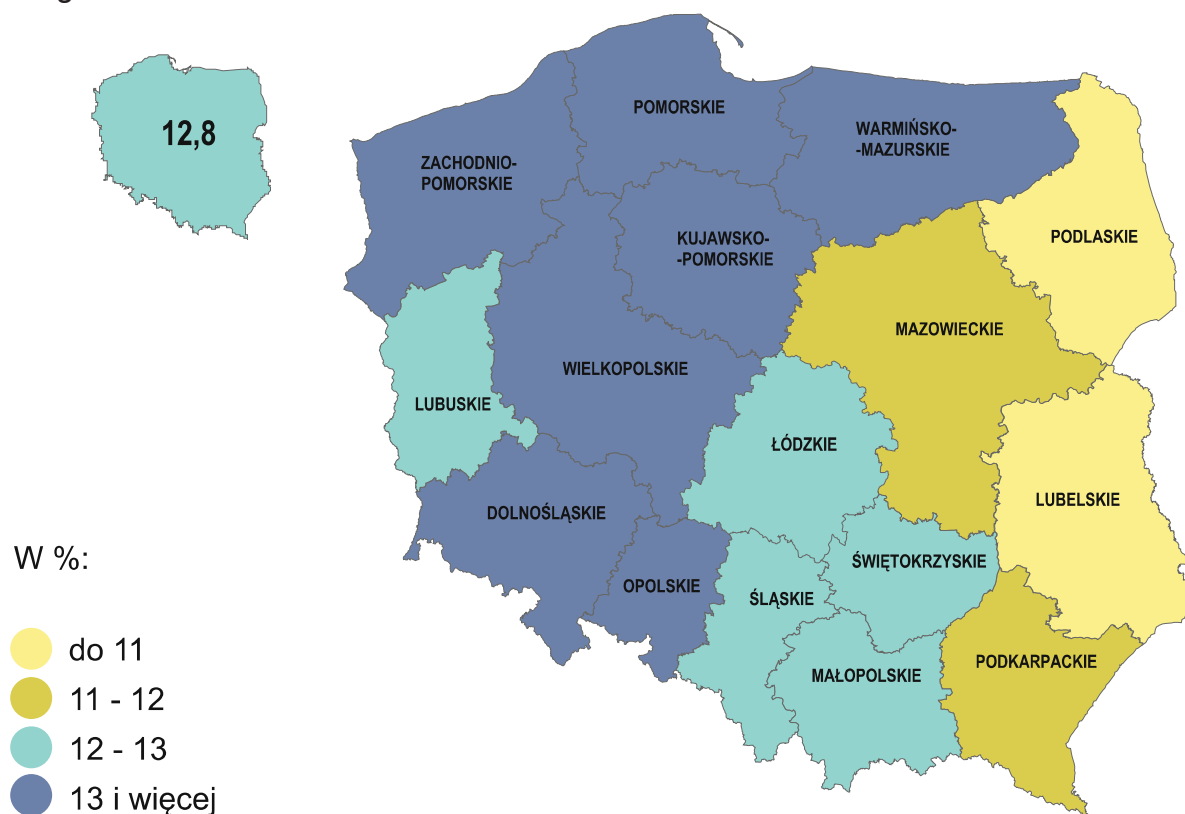 12,8
POMORSKIE
WARMIŃSKO-
-MAZURSKIE
ZACHODNIO-
POMORSKIE
KUJAWSKO-
-POMORSKIE
PODLASKIE
MAZOWIECKIE
WIELKOPOLSKIE
LUBUSKIE
ŁÓDZKIE
LUBELSKIE
DOLNOŚLĄSKIE
ŚWIĘTOKRZYSKIE
OPOLSKIE
ŚLĄSKIE
PODKARPACKIE
MAŁOPOLSKIE
W %:
do 11
11 - 12
12 - 13
13 i więcej